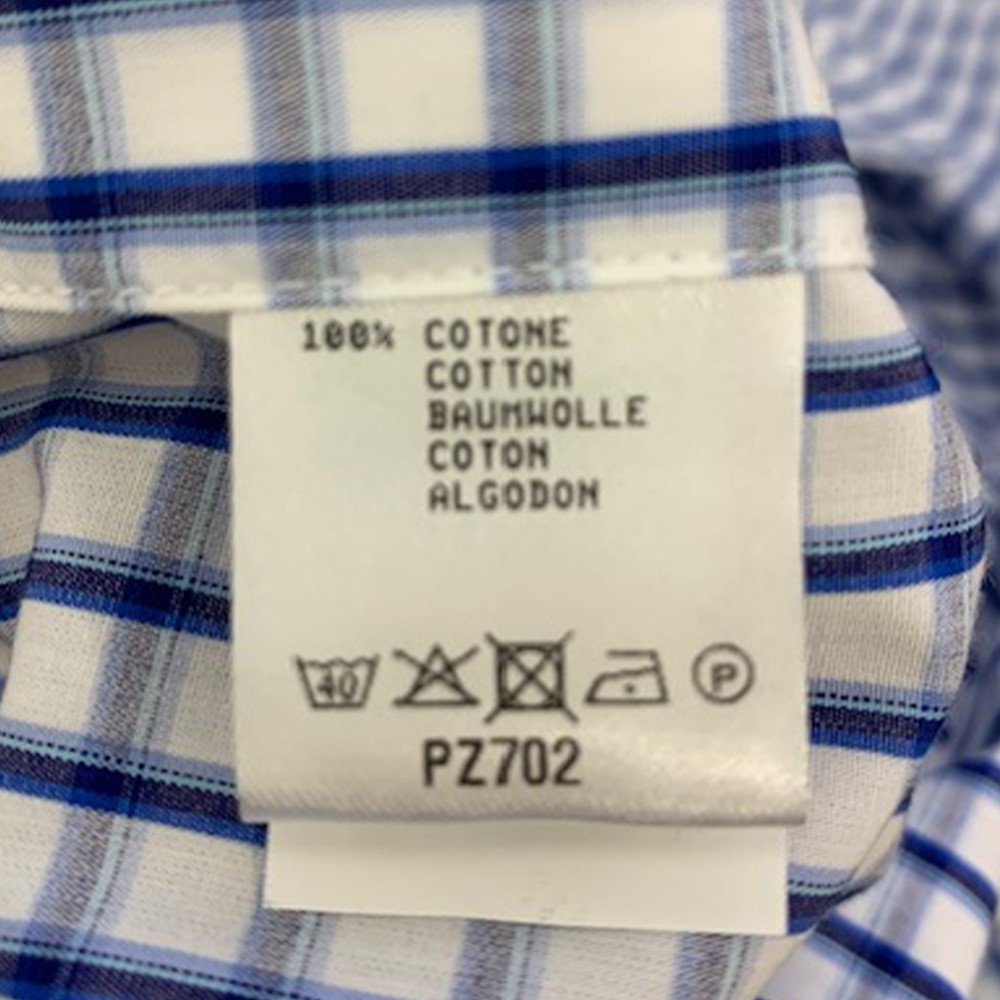 100% COTONE
COTTON
BAUMWOLLE
COTON
ALGODON
40 P
PZ702